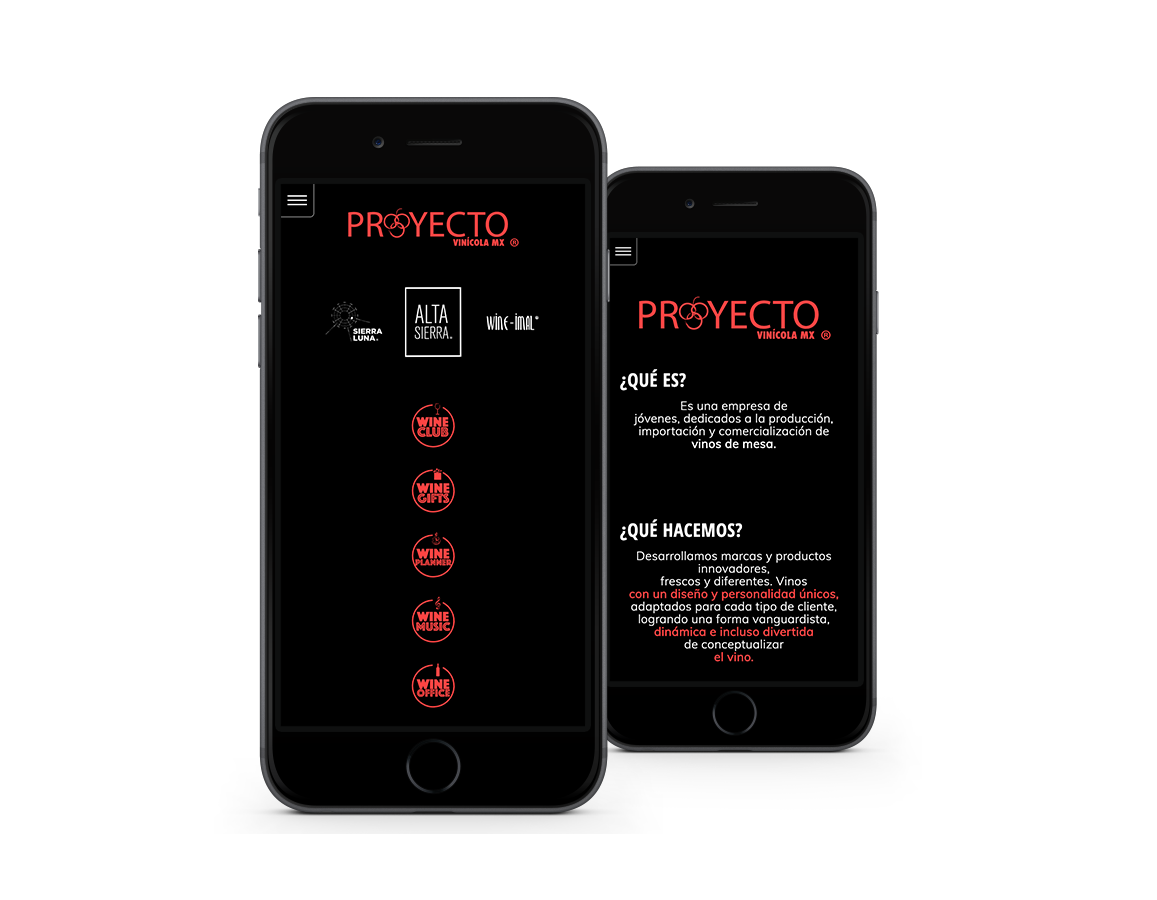 PROYECTO
VINÍCOLA MX ®
SIERRA
LUNA.
ALTA
SIERRA.
WINE-IMAL®
WINE
CLUB
WINE
GIFTS
WINE
PLANNER
WINE
MUSIC
WINE
OFFICE
PROYECTO
VINÍCOLA MX ®
¿QUÉ ES?
Es una empresa de
jóvenes, dedicados a la producción,
importación y comercialización de
vinos de mesa.
¿QUÉ HACEMOS?
Desarrollamos marcas y productos
innovadores,
frescos y diferentes. Vinos
con un diseño y personalidad únicos,
adaptados para cada tipo de cliente,
logrando una forma vanguardista,
dinámica e incluso divertida
de conceptualizar
el vino.